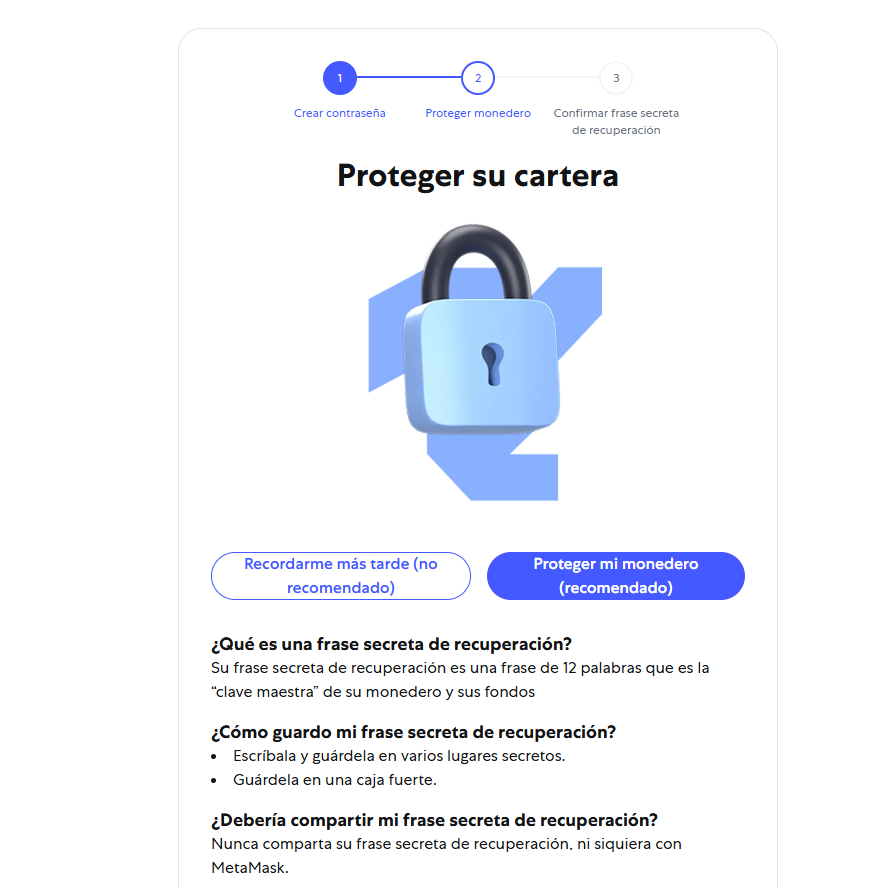 1
2
3
Crear contraseña
Proteger monedero
Confirmar frase secreta
de recuperación
Proteger su cartera
Recordarme más tarde (no
recomendado)
Proteger mi monedero
(recomendado)
¿Qué es una frase secreta de recuperación?
Su frase secreta de recuperación es una frase de 12 palabras que es la
“clave maestra” de su monedero y sus fondos
¿Cómo guardo mi frase secreta de recuperación?
• Escríbala y guárdela en varios lugares secretos.
• Guárdela en una caja fuerte.
¿Debería compartir mi frase secreta de recuperación?
Nunca comparta su frase secreta de recuperación, ni siquiera con
MetaMask.